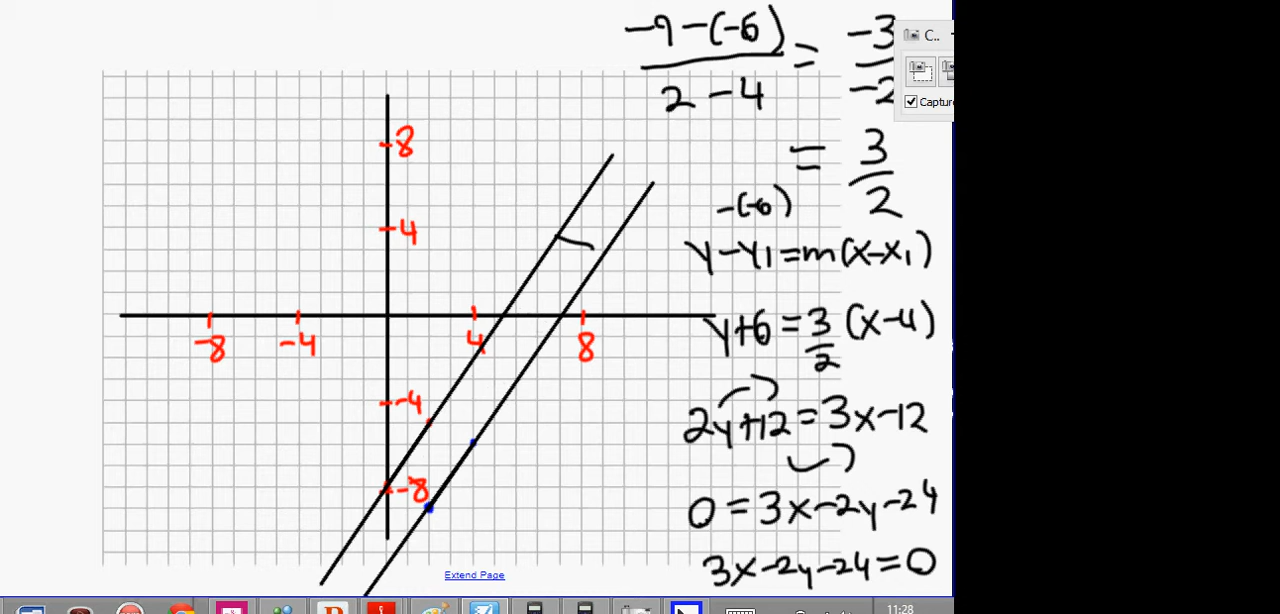 -9-(-6) / 2-4 = -3 / -2
= 3/2
-(-6)
y-y1=m(x-x1)
y+6=3/2(x-4)
2y+12=3x-12
0=3x-2y-24
3x-2y-24=0
-8
-4
-8
-4
4
8
-4
-8
Extend Page
C..
Captur
11:28